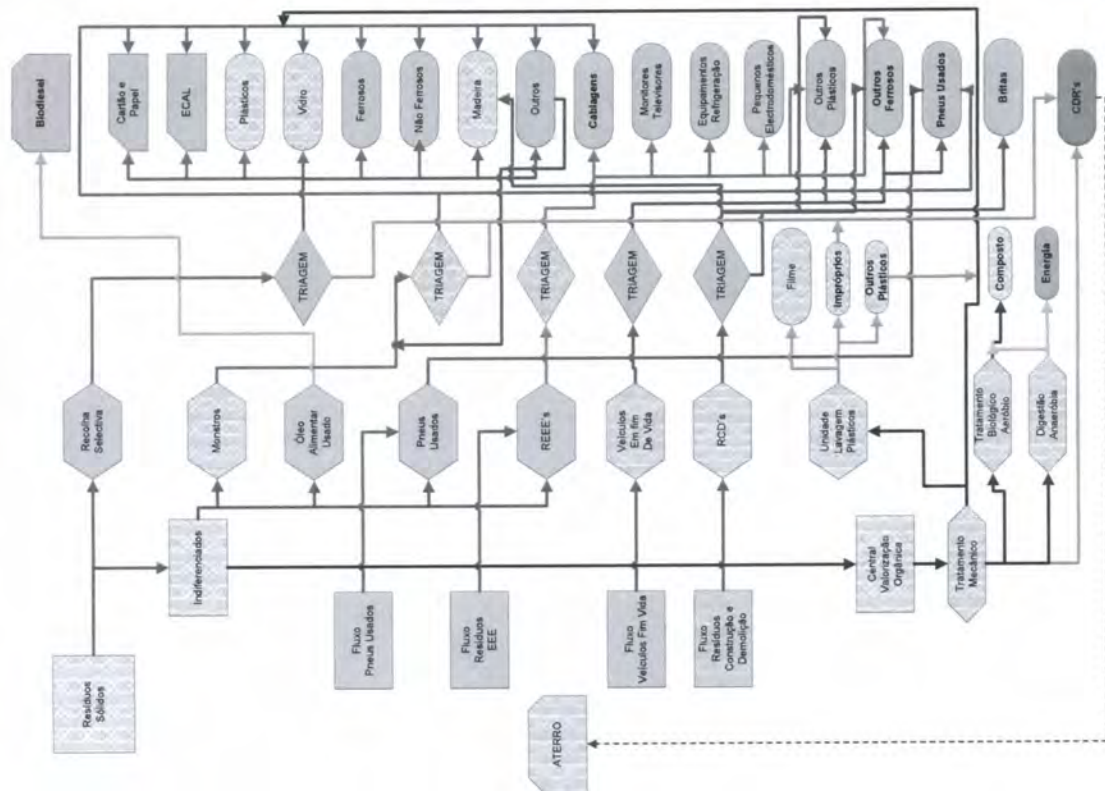 Resíduos
Sólidos
Indiferenciados
Fluxo
Pneus Usados
Fluxo
Resíduos
EEE
Fluxo
Veículos Fim Vida
Fluxo
Resíduos
Construção e
Demolição
ATERRO
Central
Valorização
Orgânica
Tratamento
Mecânico
Recolha
Selectiva
Monstros
Óleo
Alimentar
Usado
Pneus
Usados
REEE's
Veículos
Em fim
De Vida
RCD's
Unidade
Lavagem
Plásticos
Tratamento
Biológico
Aeróbio
Digestão
Anaeróbia
TRIAGEM
TRIAGEM
TRIAGEM
TRIAGEM
TRIAGEM
Filme
Impróprios
Outros
Plásticos
Composto
Energia
Biodiesel
Cartão e
Papel
ECAL
Plásticos
Vidro
Ferrosos
Não Ferrosos
Madeira
Outros
Cablagens
Monitores
Televisores
Equipamentos
Refrigeração
Pequenos
Electrodomésticos
Outros
Plásticos
Outros
Ferrosos
Pneus Usados
Britas
CDR's